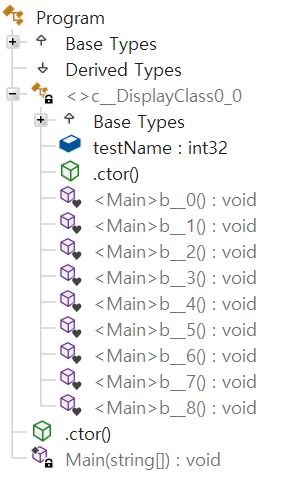 Program
Base Types
Derived Types
<>c__DisplayClass0_0
Base Types
testName : int32
.ctor()
<Main>b__0() : void
<Main>b__1() : void
<Main>b__2() : void
<Main>b__3() : void
<Main>b__4() : void
<Main>b__5() : void
<Main>b__6() : void
<Main>b__7() : void
<Main>b__8() : void
.ctor()
Main(string[]) : void